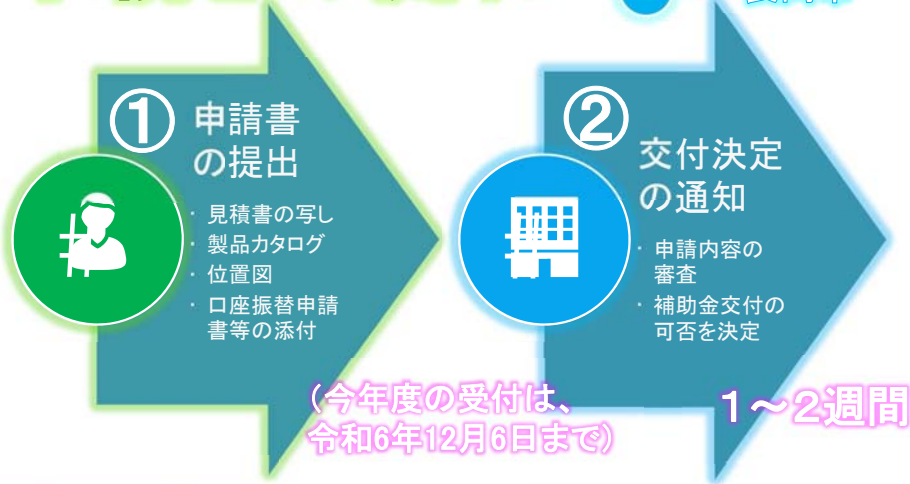 ①
申請書
の提出
・見積書の写し
・製品カタログ
・位置図
・口座振替申請
書等の添付
(今年度の受付は、
令和6年12月6日まで)
②
交付決定
の通知
・申請内容の
審査
・補助金交付の
可否を決定
1～2週間